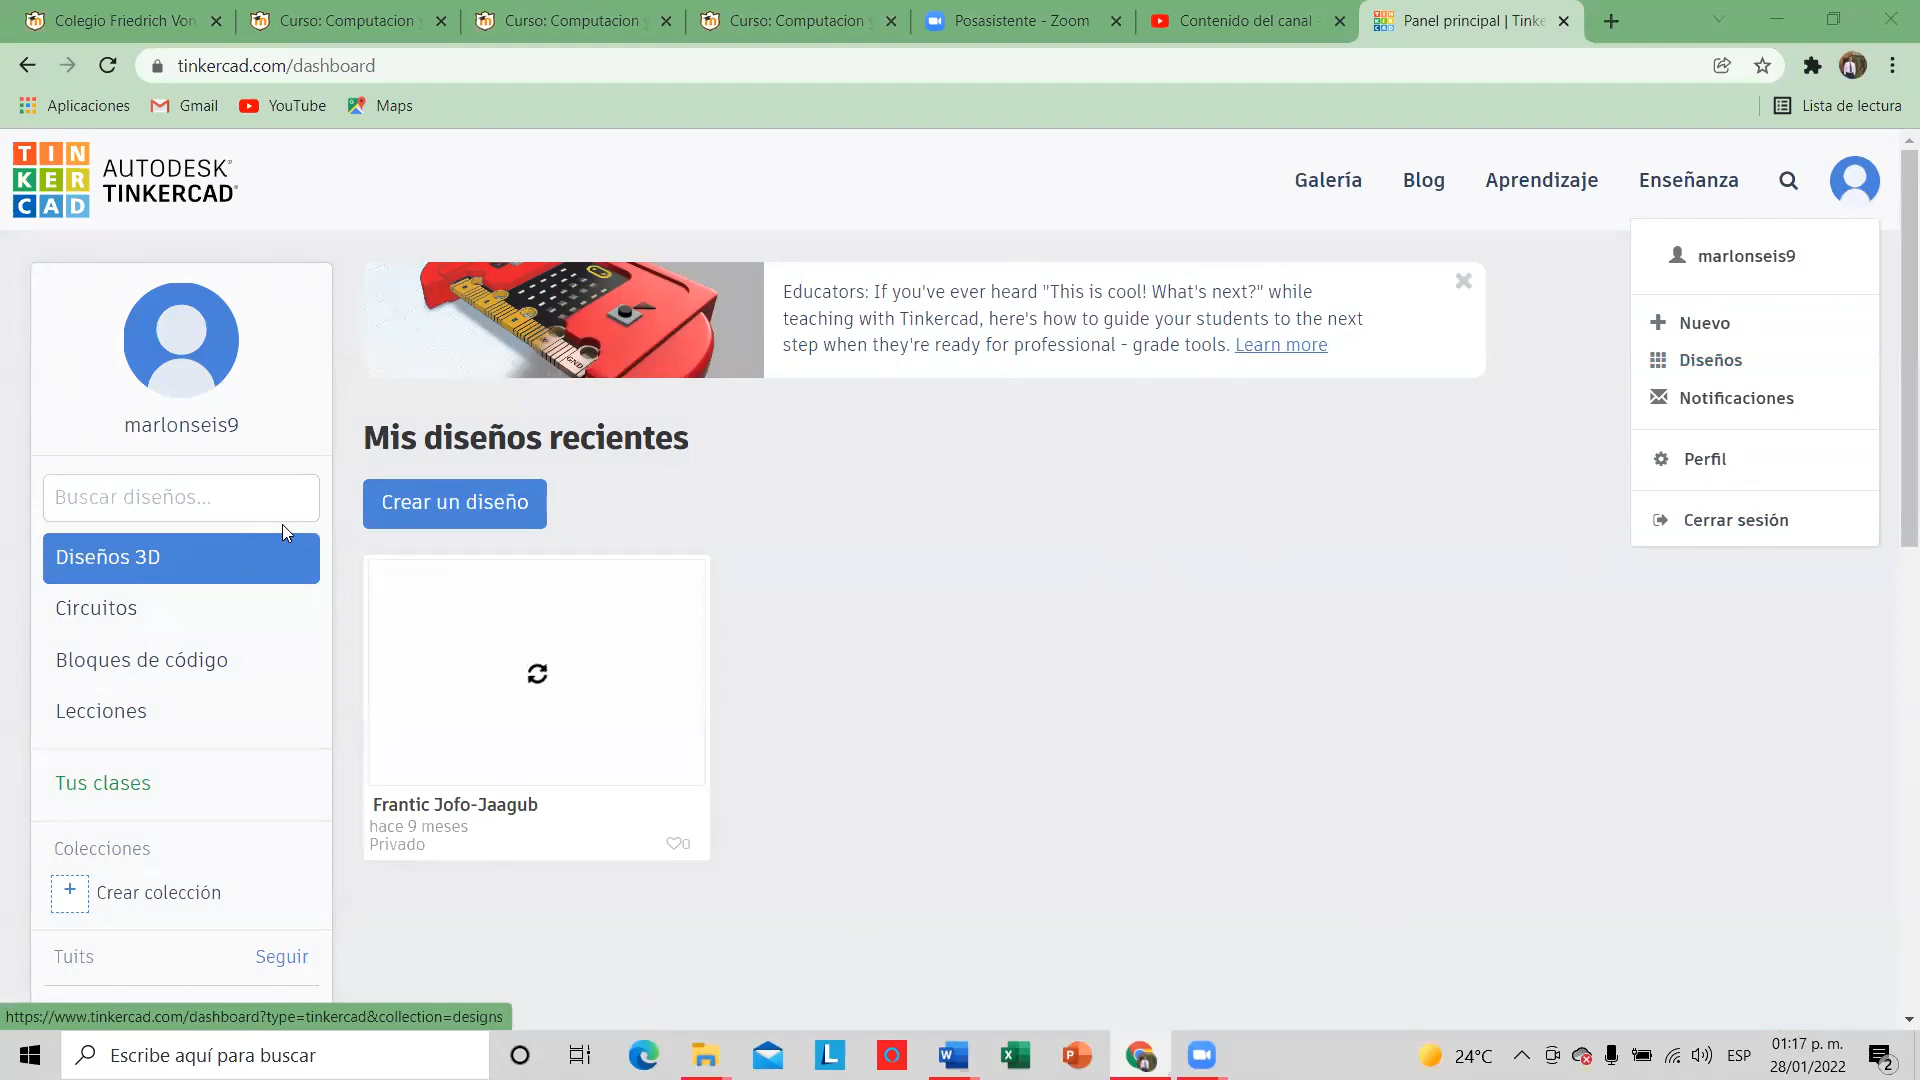 Colegio Friedrich Von
Curso: Computacion y
Curso: Computacion y
Curso: Computacion y
Posasistente - Zoom
Contenido del canal -
Panel principal | Tinke
tinkercad.com/dashboard
Aplicaciones
Gmail
YouTube
Maps
Lista de lectura
TIN
KER
CAD
AUTODESK®
TINKERCAD®
Galería
Blog
Aprendizaje
Enseñanza
marlonseis9
Nuevo
Diseños
Notificaciones
Perfil
Cerrar sesión
marlonseis9
Buscar diseños...
Diseños 3D
Circuitos
Bloques de código
Lecciones
Tus clases
Colecciones
+ Crear colección
Tuits
Seguir
GND
Educators: If you've ever heard "This is cool! What's next?" while
teaching with Tinkercad, here's how to guide your students to the next
step when they're ready for professional - grade tools. Learn more
Mis diseños recientes
Crear un diseño
Frantic Jofo-Jaagub
hace 9 meses
Privado
0
https://www.tinkercad.com/dashboard?type=tinkercad&collection=designs
Escribe aquí para buscar
24°C
ESP
01:17 p. m.
28/01/2022
2